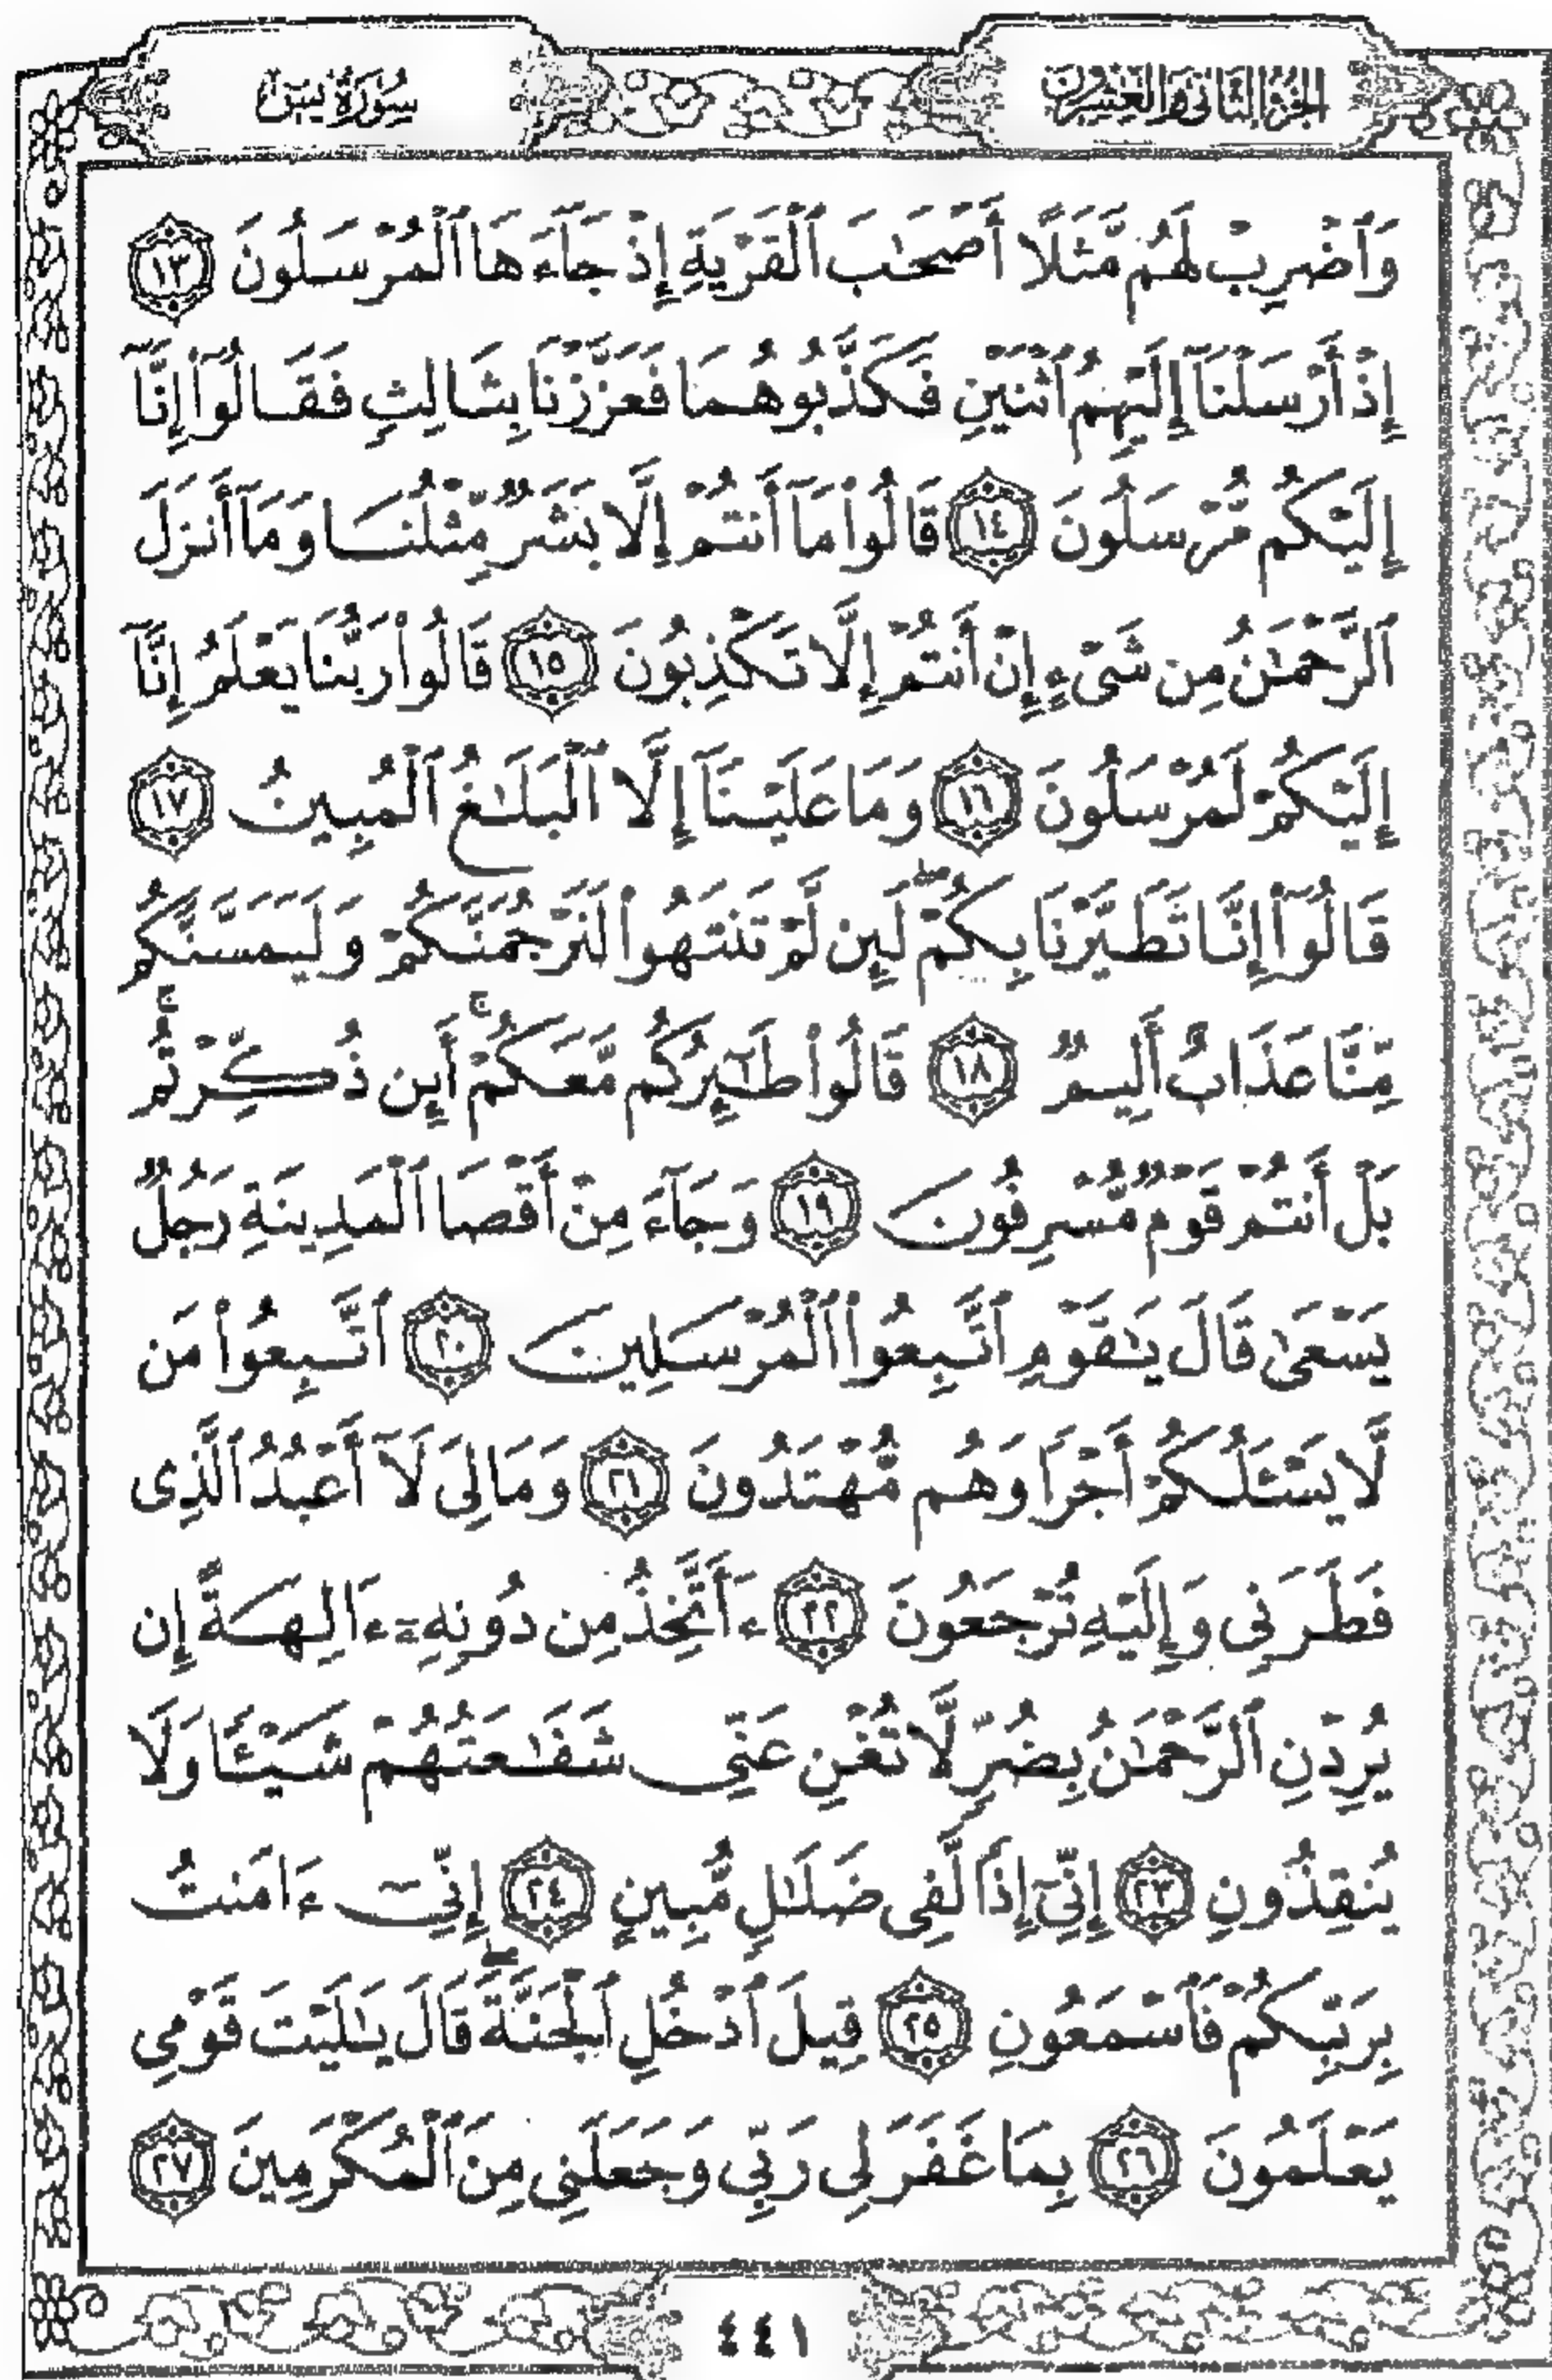 الجزء الثاني والعشرون
سورة يس
وَٱضْرِبْ لَهُم مَّثَلًا أَصْحَٰبَ ٱلْقَرْيَةِ إِذْ جَآءَهَا ٱلْمُرْسَلُونَ ١٣
إِذْ أَرْسَلْنَآ إِلَيْهِمُ ٱثْنَيْنِ فَكَذَّبُوهُمَا فَعَزَّزْنَا بِثَالِثٍ فَقَالُوٓا۟ إِنَّآ
إِلَيْكُم مُّرْسَلُونَ ١٤ قَالُوا۟ مَآ أَنتُمْ إِلَّا بَشَرٌ مِّثْلُنَا وَمَآ أَنزَلَ
ٱلرَّحْمَٰنُ مِن شَىْءٍ إِنْ أَنتُمْ إِلَّا تَكْذِبُونَ ١٥ قَالُوا۟ رَبُّنَا يَعْلَمُ إِنَّآ
إِلَيْكُمْ لَمُرْسَلُونَ ١٦ وَمَا عَلَيْنَآ إِلَّا ٱلْبَلَٰغُ ٱلْمُبِينُ ١٧
قَالُوٓا۟ إِنَّا تَطَيَّرْنَا بِكُمْ ۖ لَئِن لَّمْ تَنتَهُوا۟ لَنَرْجُمَنَّكُمْ وَلَيَمَسَّنَّكُم
مِّنَّا عَذَابٌ أَلِيمٌ ١٨ قَالُوا۟ طَٰٓئِرُكُم مَّعَكُمْ ۚ أَئِن ذُكِّرْتُم ۚ
بَلْ أَنتُمْ قَوْمٌ مُّسْرِفُونَ ١٩ وَجَآءَ مِنْ أَقْصَا ٱلْمَدِينَةِ رَجُلٌ
يَسْعَىٰ قَالَ يَٰقَوْمِ ٱتَّبِعُوا۟ ٱلْمُرْسَلِينَ ٢٠ ٱتَّبِعُوا۟ مَن
لَّا يَسْـَٔلُكُمْ أَجْرًا وَهُم مُّهْتَدُونَ ٢١ وَمَا لِىَ لَآ أَعْبُدُ ٱلَّذِى
فَطَرَنِى وَإِلَيْهِ تُرْجَعُونَ ٢٢ ءَأَتَّخِذُ مِن دُونِهِۦٓ ءَالِهَةً إِن
يُرِدْنِ ٱلرَّحْمَٰنُ بِضُرٍّ لَّا تُغْنِ عَنِّى شَفَٰعَتُهُمْ شَيْـًٔا وَلَا
يُنقِذُونِ ٢٣ إِنِّىٓ إِذًا لَّفِى ضَلَٰلٍ مُّبِينٍ ٢٤ إِنِّىٓ ءَامَنتُ
بِرَبِّكُمْ فَٱسْمَعُونِ ٢٥ قِيلَ ٱدْخُلِ ٱلْجَنَّةَ ۖ قَالَ يَٰلَيْتَ قَوْمِى
يَعْلَمُونَ ٢٦ بِمَا غَفَرَ لِى رَبِّى وَجَعَلَنِى مِنَ ٱلْمُكْرَمِينَ ٢٧
٤٤١